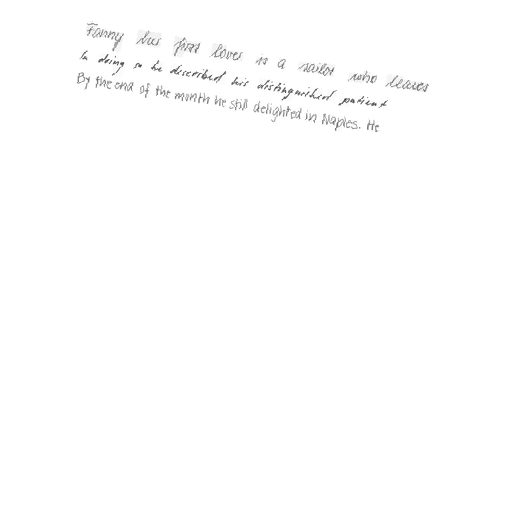 Fanny his first lover is a sailor who leaves
In doing so he described his distinguished patient
By the end of the month he still delighted in Naples. He